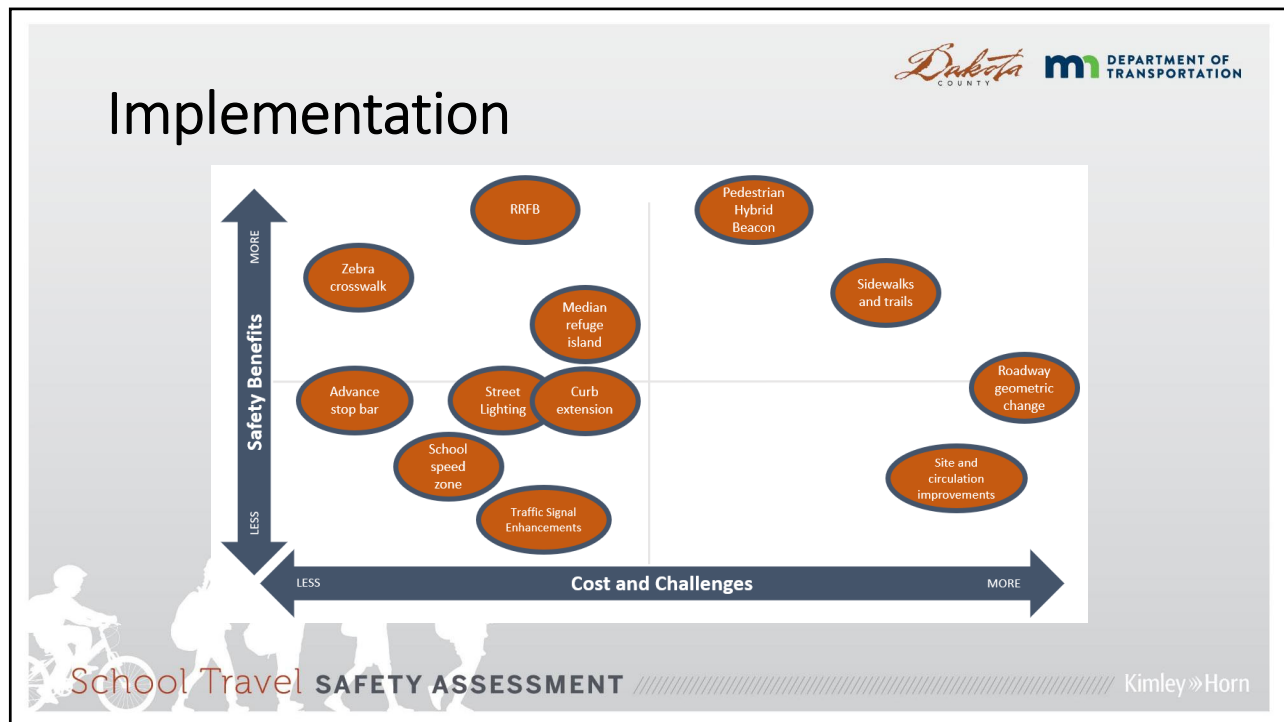 Dakota
COUNTY
DEPARTMENT OF
TRANSPORTATION
Implementation
MORE
Safety Benefits
LESS
RRFB
Pedestrian
Hybrid
Beacon
Zebra
crosswalk
Sidewalks
and trails
Median
refuge
island
Advance
stop bar
Street
Lighting
Curb
extension
Roadway
geometric
change
School
speed
zone
Site and
circulation
improvements
Traffic Signal
Enhancements
LESS
Cost and Challenges
MORE
School Travel SAFETY ASSESSMENT
Kimley»Horn